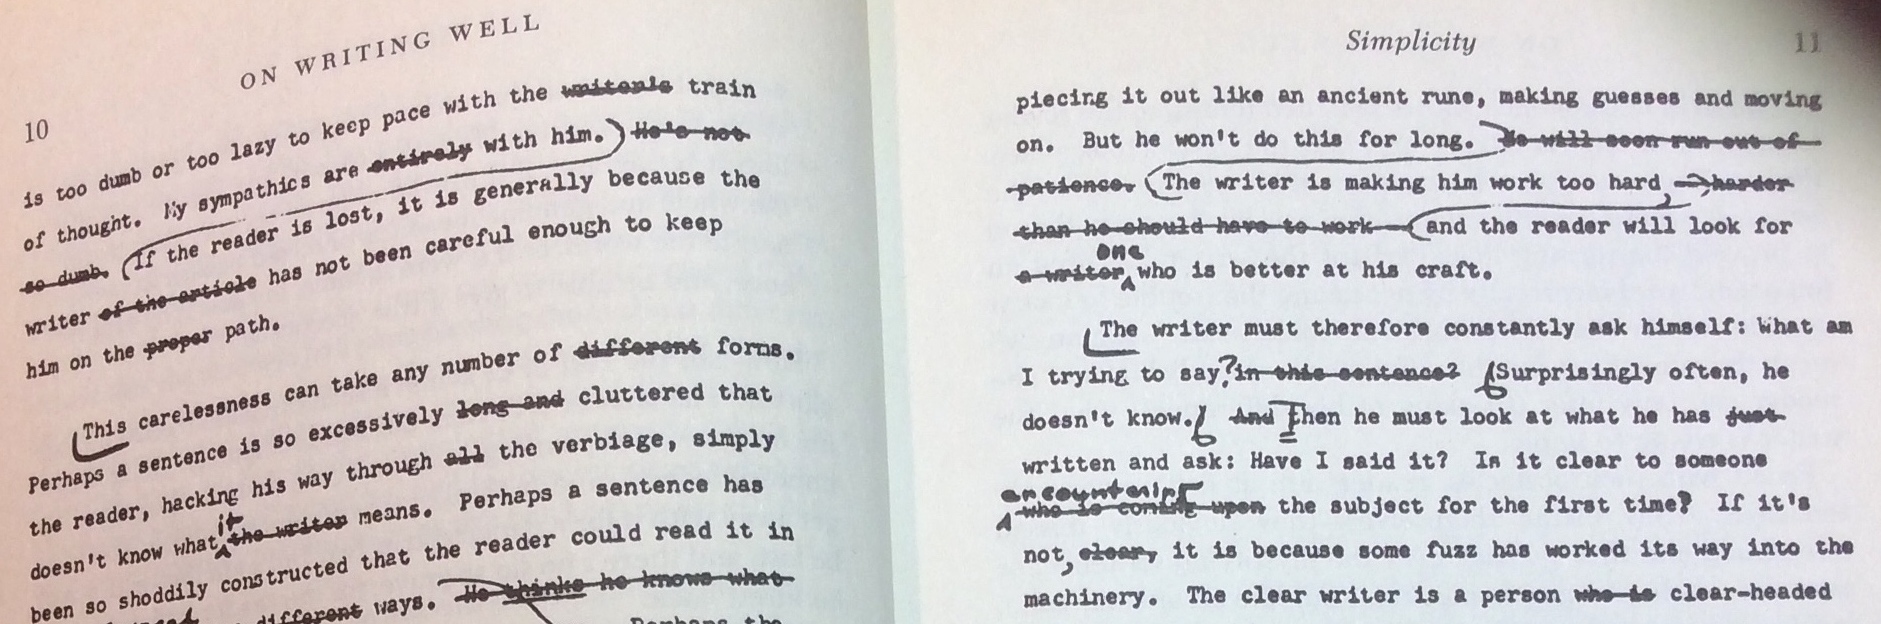 ON WRITING WELL
10
is too dumb or too lazy to keep pace with the writer's train
of thought. My sympathies are entirely with him. He's not
so dumb. If the reader is lost, it is generally because the
writer of the article has not been careful enough to keep
him on the proper path.
This carelessness can take any number of different forms.
Perhaps a sentence is so excessively long and cluttered that
the reader, hacking his way through all the verbiage, simply
it
doesn't know what the writer means. Perhaps a sentence has
been so shoddily constructed that the reader could read it in
different ways. He thinks he knows what
Perhaps the
Simplicity
11
piecing it out like an ancient rune, making guesses and moving
on. But he won't do this for long. He will soon run out of
patience. The writer is making him work too hard, harder
than he should have to work—and the reader will look for
one
a writer who is better at his craft.
The writer must therefore constantly ask himself: What am
I trying to say? in this sentence? Surprisingly often, he
doesn't know. And Then he must look at what he has just
written and ask: Have I said it? Is it clear to someone
encountering
who is coming upon the subject for the first time? If it's
not, clear, it is because some fuzz has worked its way into the
machinery. The clear writer is a person who is clear-headed